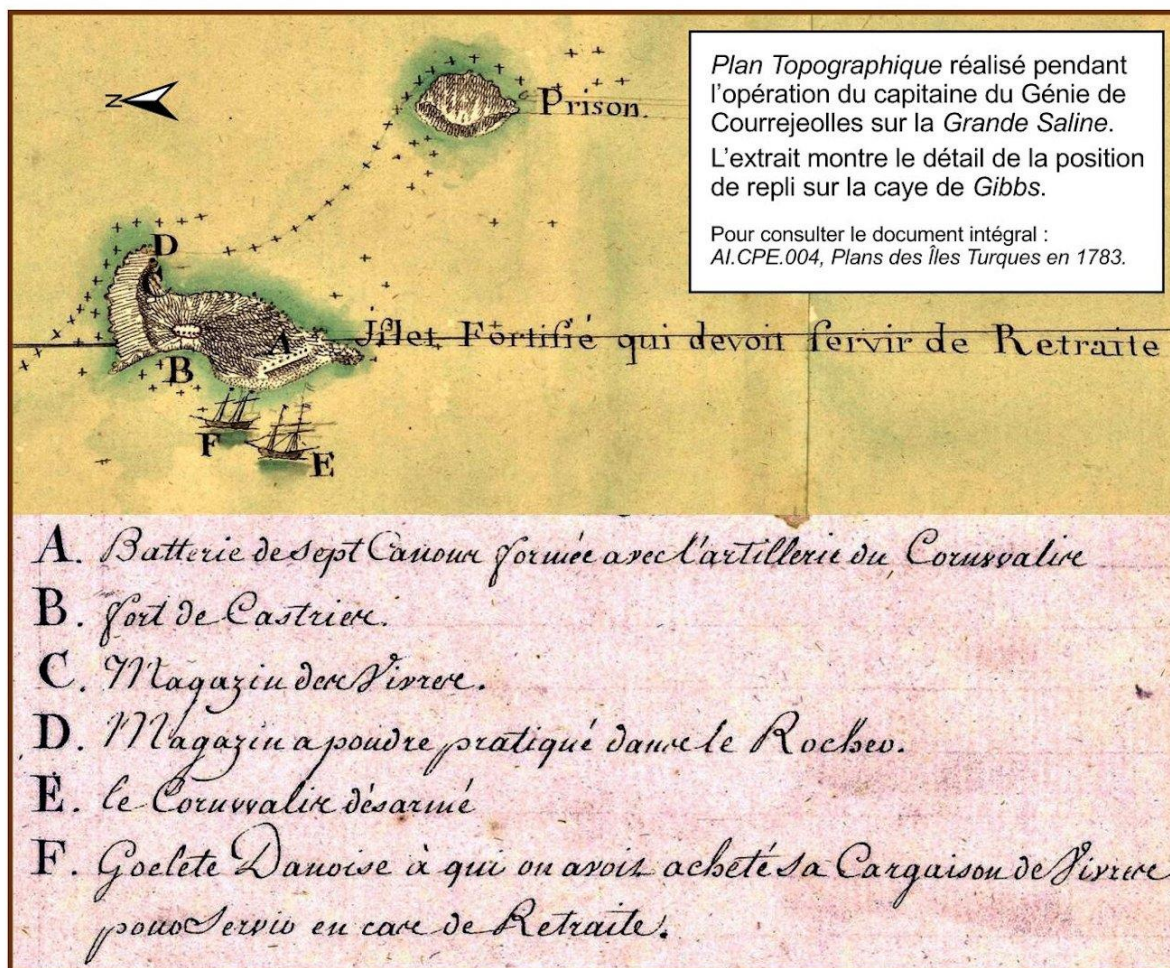 Plan Topographique réalisé pendant
l'opération du capitaine du Génie de
Courrejeolles sur la Grande Saline.
L'extrait montre le détail de la position
de repli sur la caye de Gibbs.
Pour consulter le document intégral :
AI.CPE.004, Plans des Îles Turques en 1783.
N
Prison.
D
C
Islet Fortifié qui devoit servir de Retraite
A
B
F
E
A. Batterie de sept Canons formée avec l'artillerie du Cornwalis
B. fort de Castries.
C. Magazin des Vivres.
D. Magazin a poudre pratiqué dans le Rocher.
E. le Cornwalis désarmé
F. Goelete Danoise à qui on avoit acheté sa Cargaison de Vivres
pour Servir en cas de Retraite.